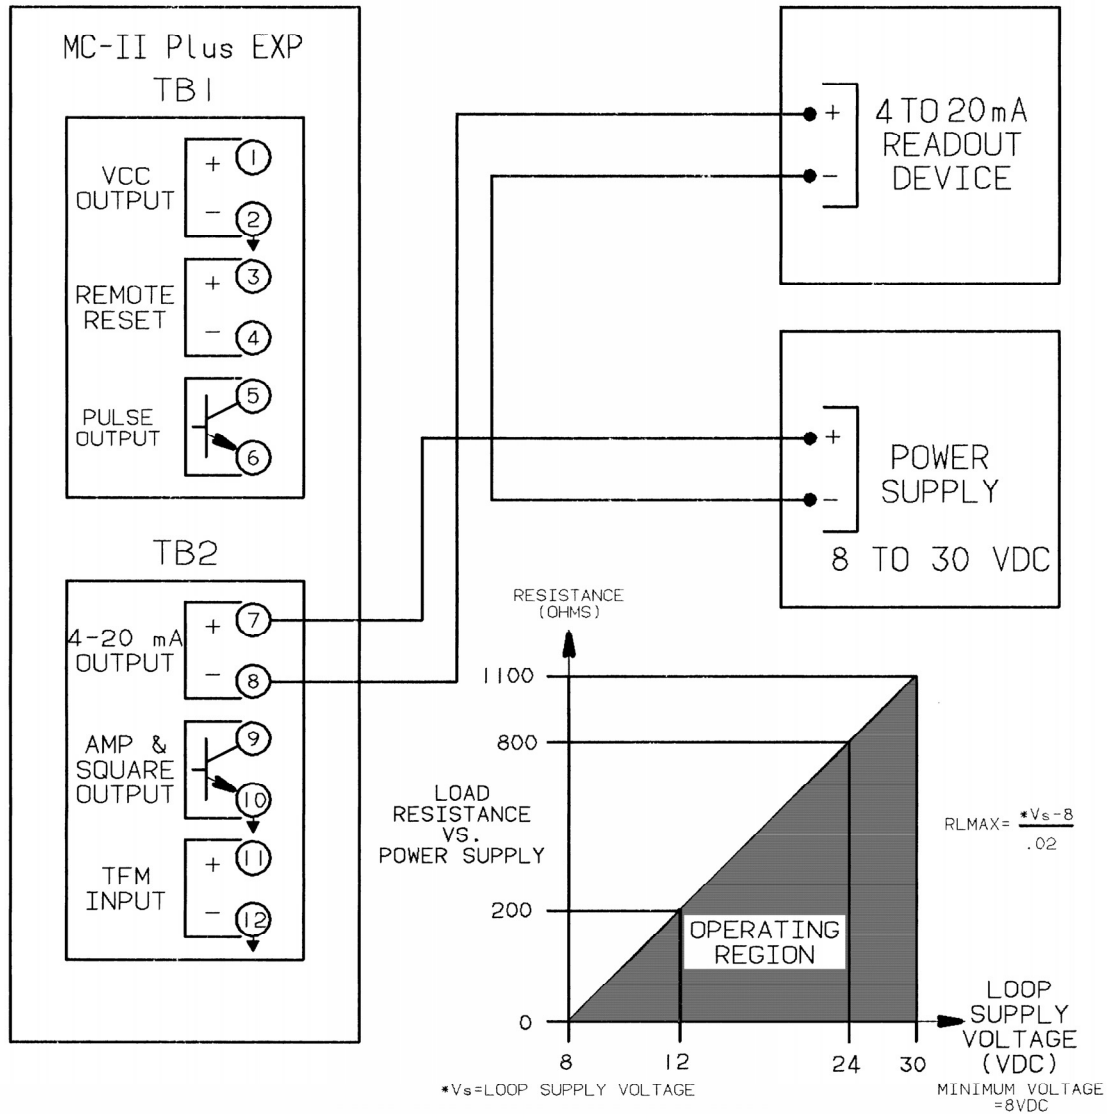 MC-II Plus EXP
TB1
VCC
OUTPUT
+
1
−
2
REMOTE
RESET
+
3
−
4
PULSE
OUTPUT
5
6
TB2
4-20 mA
OUTPUT
+
7
−
8
AMP &
SQUARE
OUTPUT
9
10
TFM
INPUT
+
11
−
12
+
−
4 TO 20mA
READOUT
DEVICE
+
−
POWER
SUPPLY
8 TO 30 VDC
RESISTANCE
(OHMS)
1100
800
200
0
LOAD
RESISTANCE
VS.
POWER SUPPLY
OPERATING
REGION
RLMAX= *Vs-8
.02
8
12
24
30
LOOP
SUPPLY
VOLTAGE
(VDC)
*Vs=LOOP SUPPLY VOLTAGE
MINIMUM VOLTAGE
=8VDC